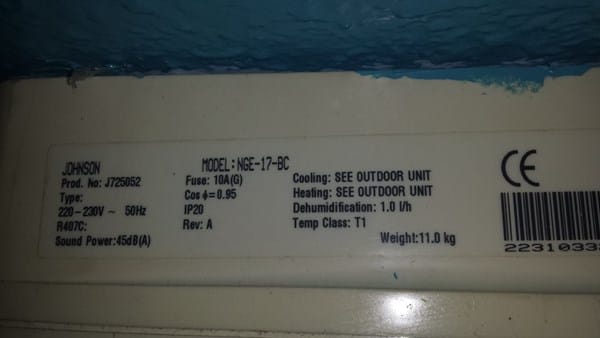 JOHNSON
MODEL: NGE-17-BC
Prod. No: J725052
Type:
220-230V ~ 50Hz
R407C:
Sound Power:45dB(A)
Fuse: 10A(G)
Cos ϕ=0.95
IP20
Rev: A
Cooling: SEE OUTDOOR UNIT
Heating: SEE OUTDOOR UNIT
Dehumidification: 1.0 l/h
Temp Class: T1
Weight:11.0 kg
CE